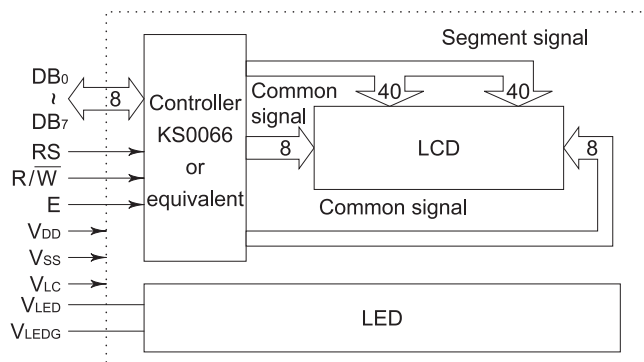 Segment signal
DB0
~
DB7
8
Controller
KS0066
or
equivalent
Common
signal
40
40
8
LCD
8
RS
R/W̅
E
Common signal
VDD
VSS
VLC
VLED
VLEDG
LED